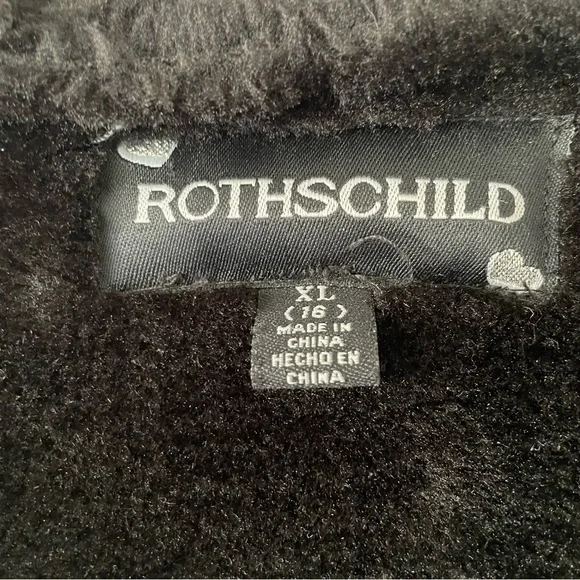 ROTHSCHILD
XL
(16)
MADE IN
CHINA
HECHO EN
CHINA